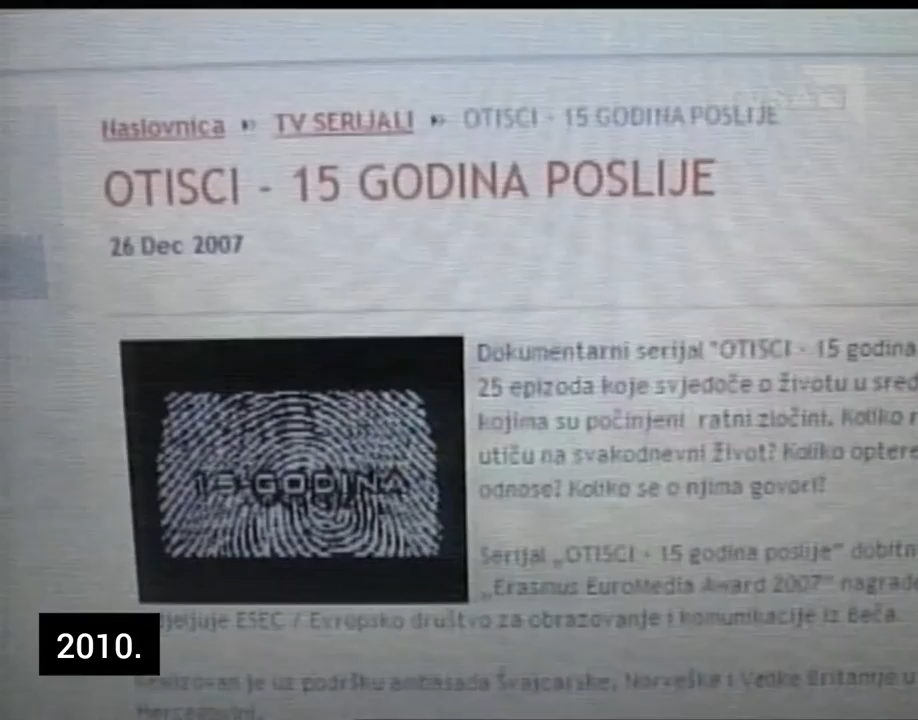 Naslovnica » TV SERIJALI » OTISCI - 15 GODINA POSLIJE
OTISCI - 15 GODINA POSLIJE
26 Dec 2007
15 GODINA
Dokumentarni serijal "OTISCI - 15 godina
25 epizoda koje svjedoče o životu u sred
kojima su počinjeni ratni zločini. Koliko
utiču na svakodnevni život? Koliko optere
odnose? Koliko se o njima govori?
Serijal „OTISCI - 15 godina poslije" dobitn
„Erasmus EuroMedia Award 2007" nagrade
djeljuje ESEC / Evropsko društvo za obrazovanje i komunikacije iz Beča.
je uz podršku ambasada Švajcarske, Norveške i Velike Britanije u
Hercegovini.
2010.